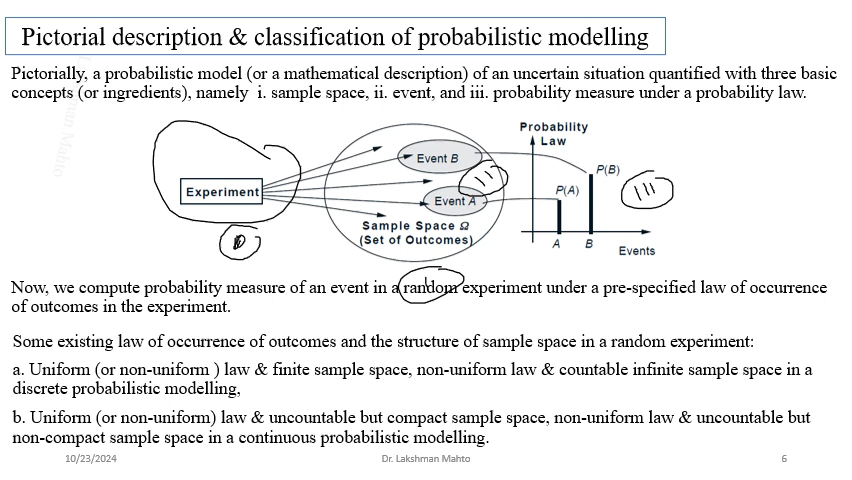 Pictorial description & classification of probabilistic modelling
Pictorially, a probabilistic model (or a mathematical description) of an uncertain situation quantified with three basic
concepts (or ingredients), namely i. sample space, ii. event, and iii. probability measure under a probability law.
Probability
Law
Event B
P(B)
Experiment
P(A)
Event A
Sample Space Ω
(Set of Outcomes)
A B
Events
Now, we compute probability measure of an event in a random experiment under a pre-specified law of occurrence
of outcomes in the experiment.
Some existing law of occurrence of outcomes and the structure of sample space in a random experiment:
a. Uniform (or non-uniform ) law & finite sample space, non-uniform law & countable infinite sample space in a
discrete probabilistic modelling,
b. Uniform (or non-uniform) law & uncountable but compact sample space, non-uniform law & uncountable but
non-compact sample space in a continuous probabilistic modelling.
10/23/2024 Dr. Lakshman Mahto 6